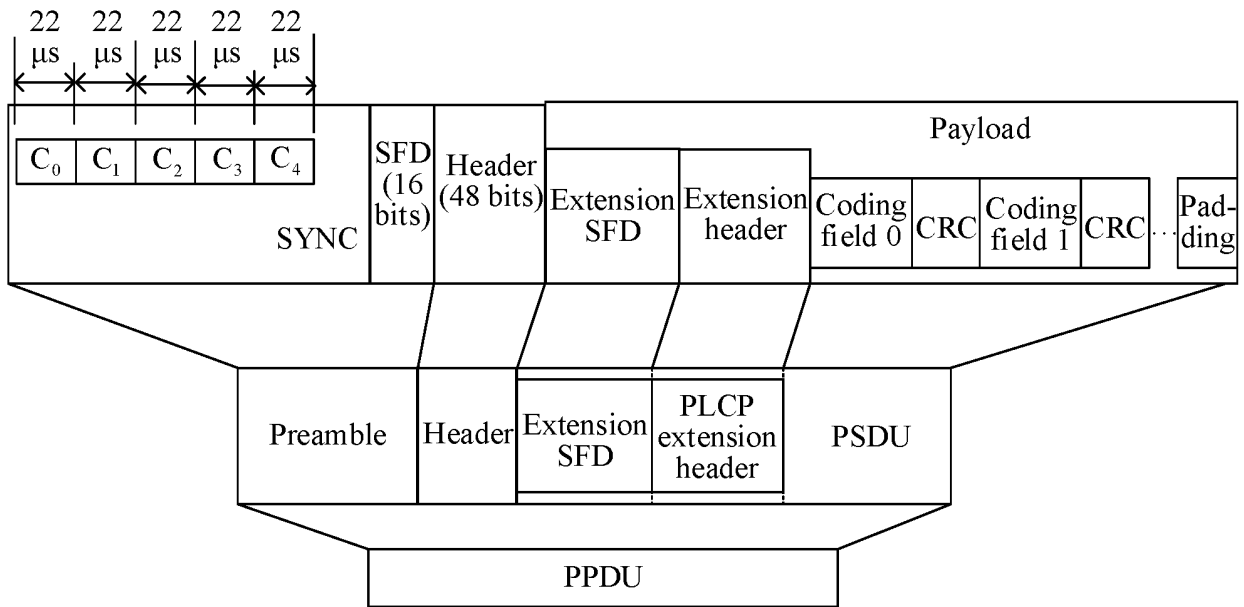 22 22 22 22 22
μs μs μs μs μs
C₀ C₁ C₂ C₃ C₄
SYNC
SFD
(16
bits)
Header
(48 bits)
Payload
Extension
SFD
Extension
header
Coding
field 0
CRC
Coding
field 1
CRC
...
Pad-
ding
Preamble
Header
Extension
SFD
PLCP
extension
header
PSDU
PPDU